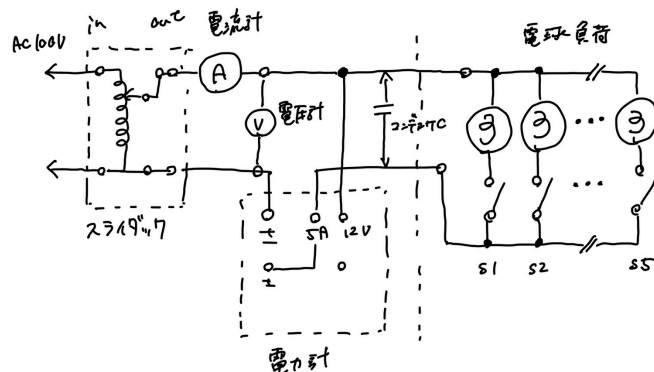 in out 電流計
AC100V
A
電球負荷
V 電圧計
コンデンサC
スライダック
± 5A 12V
±
電力計
S1 S2 ... S5